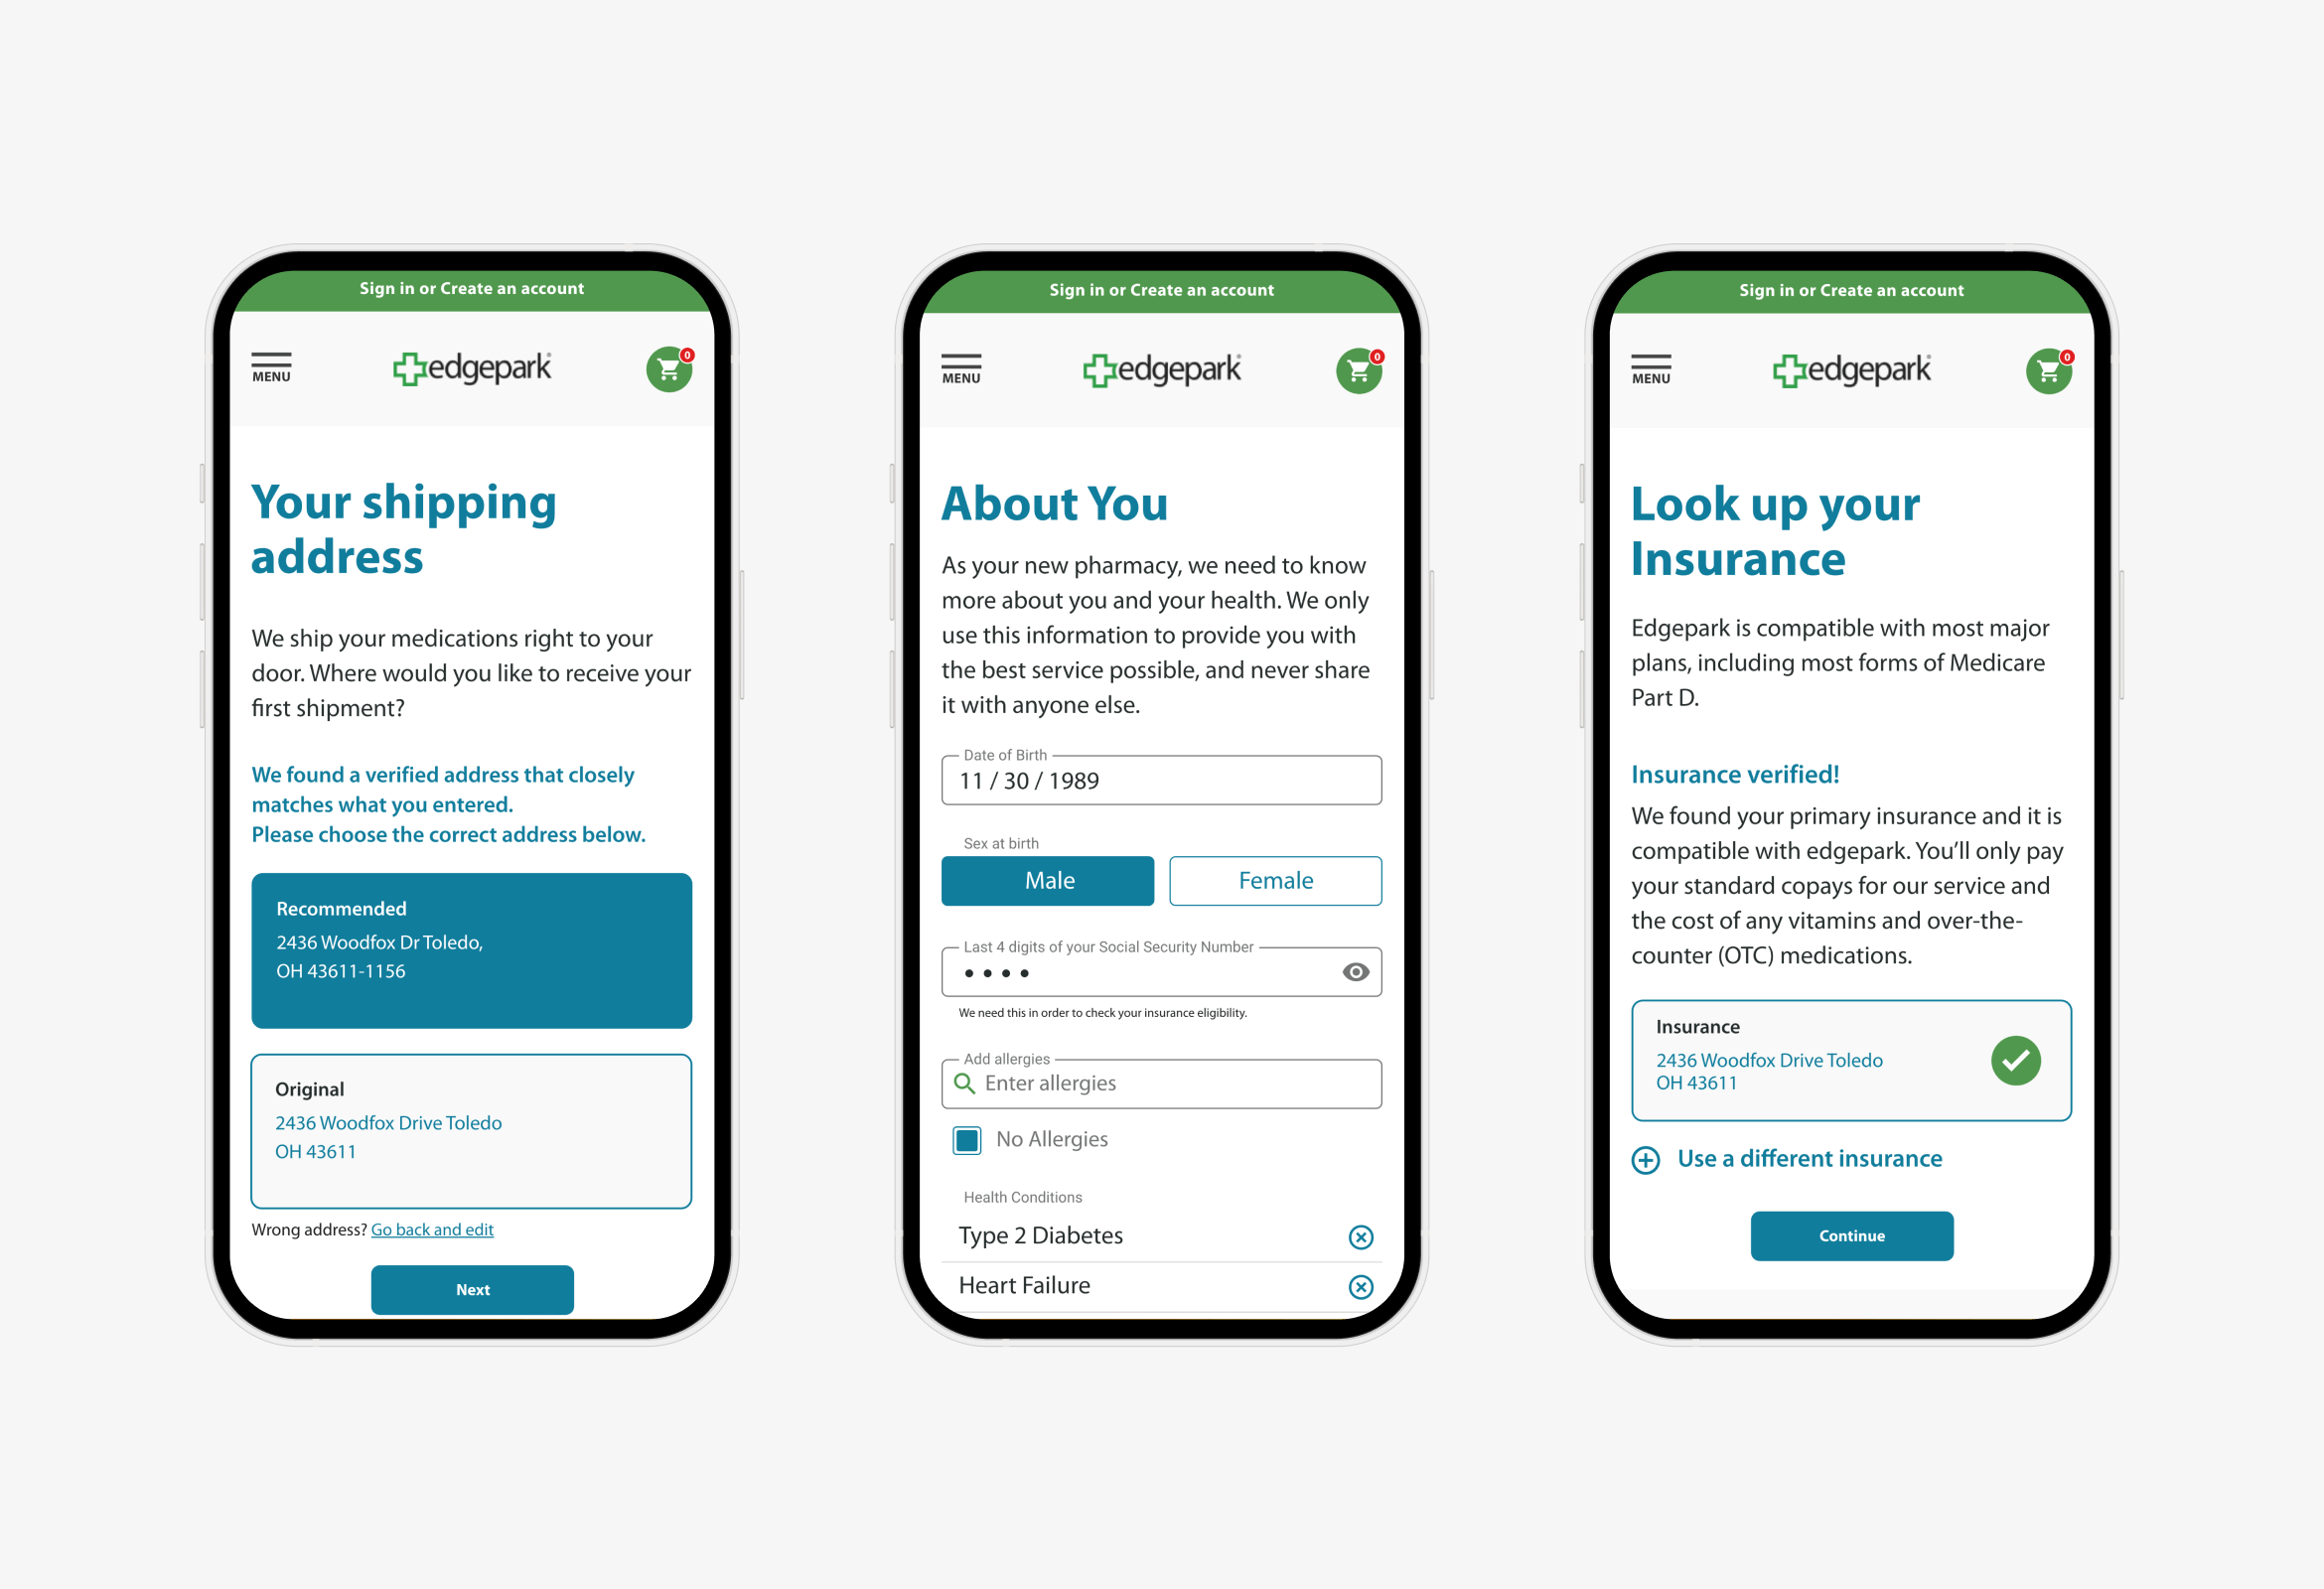 Sign in or Create an account
MENU
edgepark
0
Your shipping
address
We ship your medications right to your
door. Where would you like to receive your
first shipment?
We found a verified address that closely
matches what you entered.
Please choose the correct address below.
Recommended
2436 Woodfox Dr Toledo,
OH 43611-1156
Original
2436 Woodfox Drive Toledo
OH 43611
Wrong address? Go back and edit
Next
Sign in or Create an account
MENU
edgepark
0
About You
As your new pharmacy, we need to know
more about you and your health. We only
use this information to provide you with
the best service possible, and never share
it with anyone else.
Date of Birth
11 / 30 / 1989
Sex at birth
Male
Female
Last 4 digits of your Social Security Number
• • • •
We need this in order to check your insurance eligibility.
Add allergies
Enter allergies
No Allergies
Health Conditions
Type 2 Diabetes
Heart Failure
Sign in or Create an account
MENU
edgepark
0
Look up your
Insurance
Edgepark is compatible with most major
plans, including most forms of Medicare
Part D.
Insurance verified!
We found your primary insurance and it is
compatible with edgepark. You’ll only pay
your standard copays for our service and
the cost of any vitamins and over-the-
counter (OTC) medications.
Insurance
2436 Woodfox Drive Toledo
OH 43611
Use a different insurance
Continue